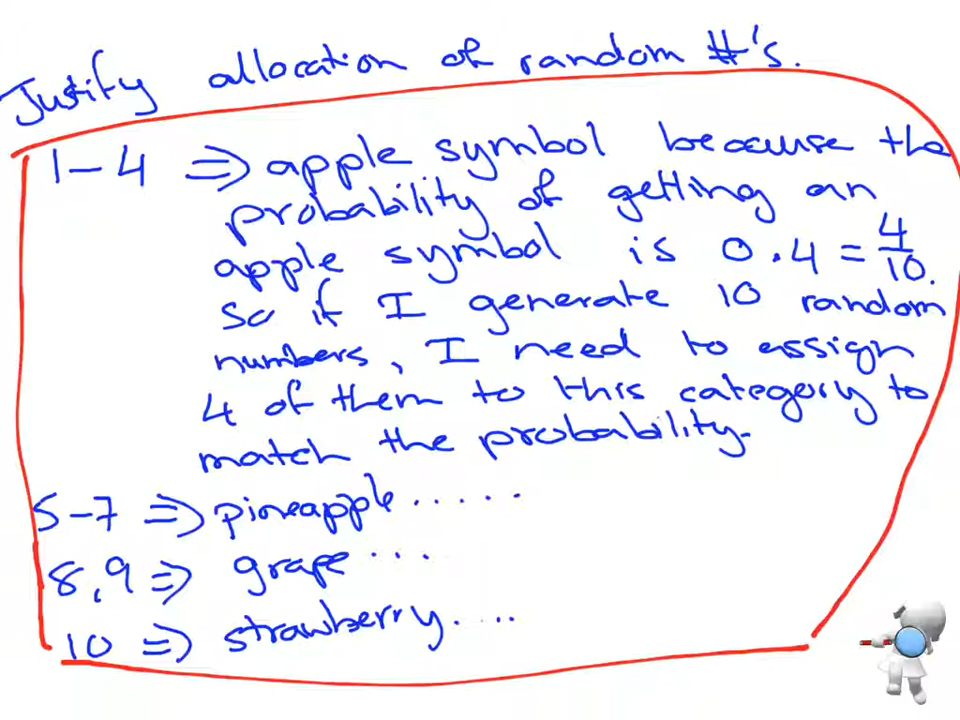 Justify allocation of random #'s.
1-4 => apple symbol because the
probability of getting an
apple symbol is 0.4 = 4/10.
So if I generate 10 random
numbers, I need to assign
4 of them to this category to
match the probability.
5-7 => pineapple.....
8,9 => grape...
10 => strawberry....